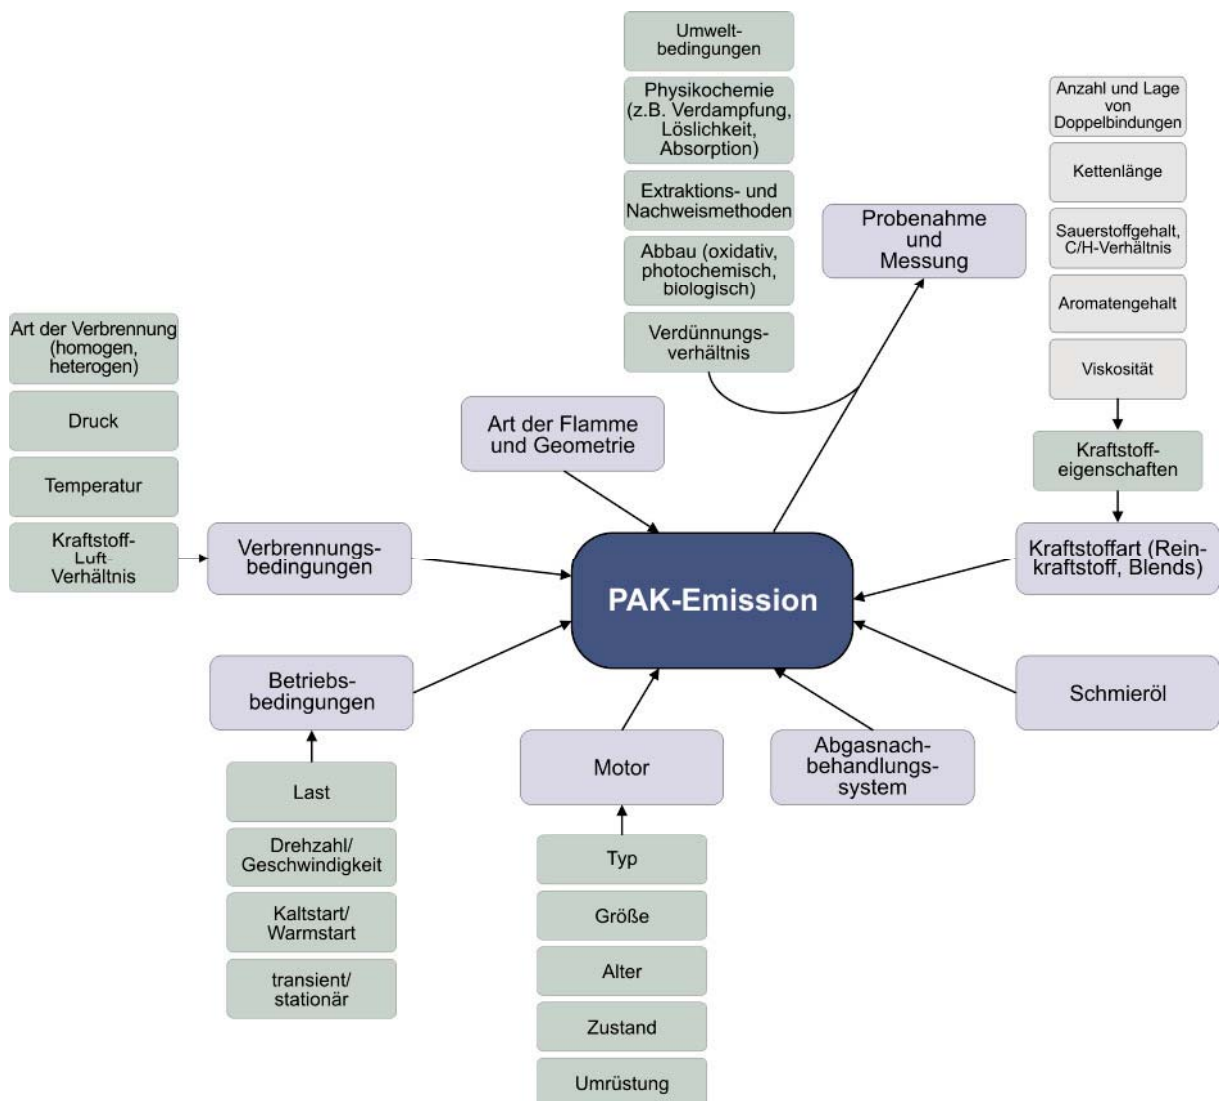 Umwelt-
bedingungen
Physikochemie
(z.B. Verdampfung,
Löslichkeit,
Absorption)
Extraktions- und
Nachweismethoden
Abbau (oxidativ,
photochemisch,
biologisch)
Verdünnungs-
verhältnis
Probenahme
und
Messung
Anzahl und Lage
von
Doppelbindungen
Kettenlänge
Sauerstoffgehalt,
C/H-Verhältnis
Aromatengehalt
Viskosität
Kraftstoff-
eigenschaften
Kraftstoffart (Rein-
kraftstoff, Blends)
Art der Verbrennung
(homogen,
heterogen)
Druck
Temperatur
Kraftstoff-
Luft-
Verhältnis
Verbrennungs-
bedingungen
Art der Flamme
und Geometrie
PAK-Emission
Betriebs-
bedingungen
Last
Drehzahl/
Geschwindigkeit
Kaltstart/
Warmstart
transient/
stationär
Motor
Typ
Größe
Alter
Zustand
Umrüstung
Abgasnach-
behandlungs-
system
Schmieröl